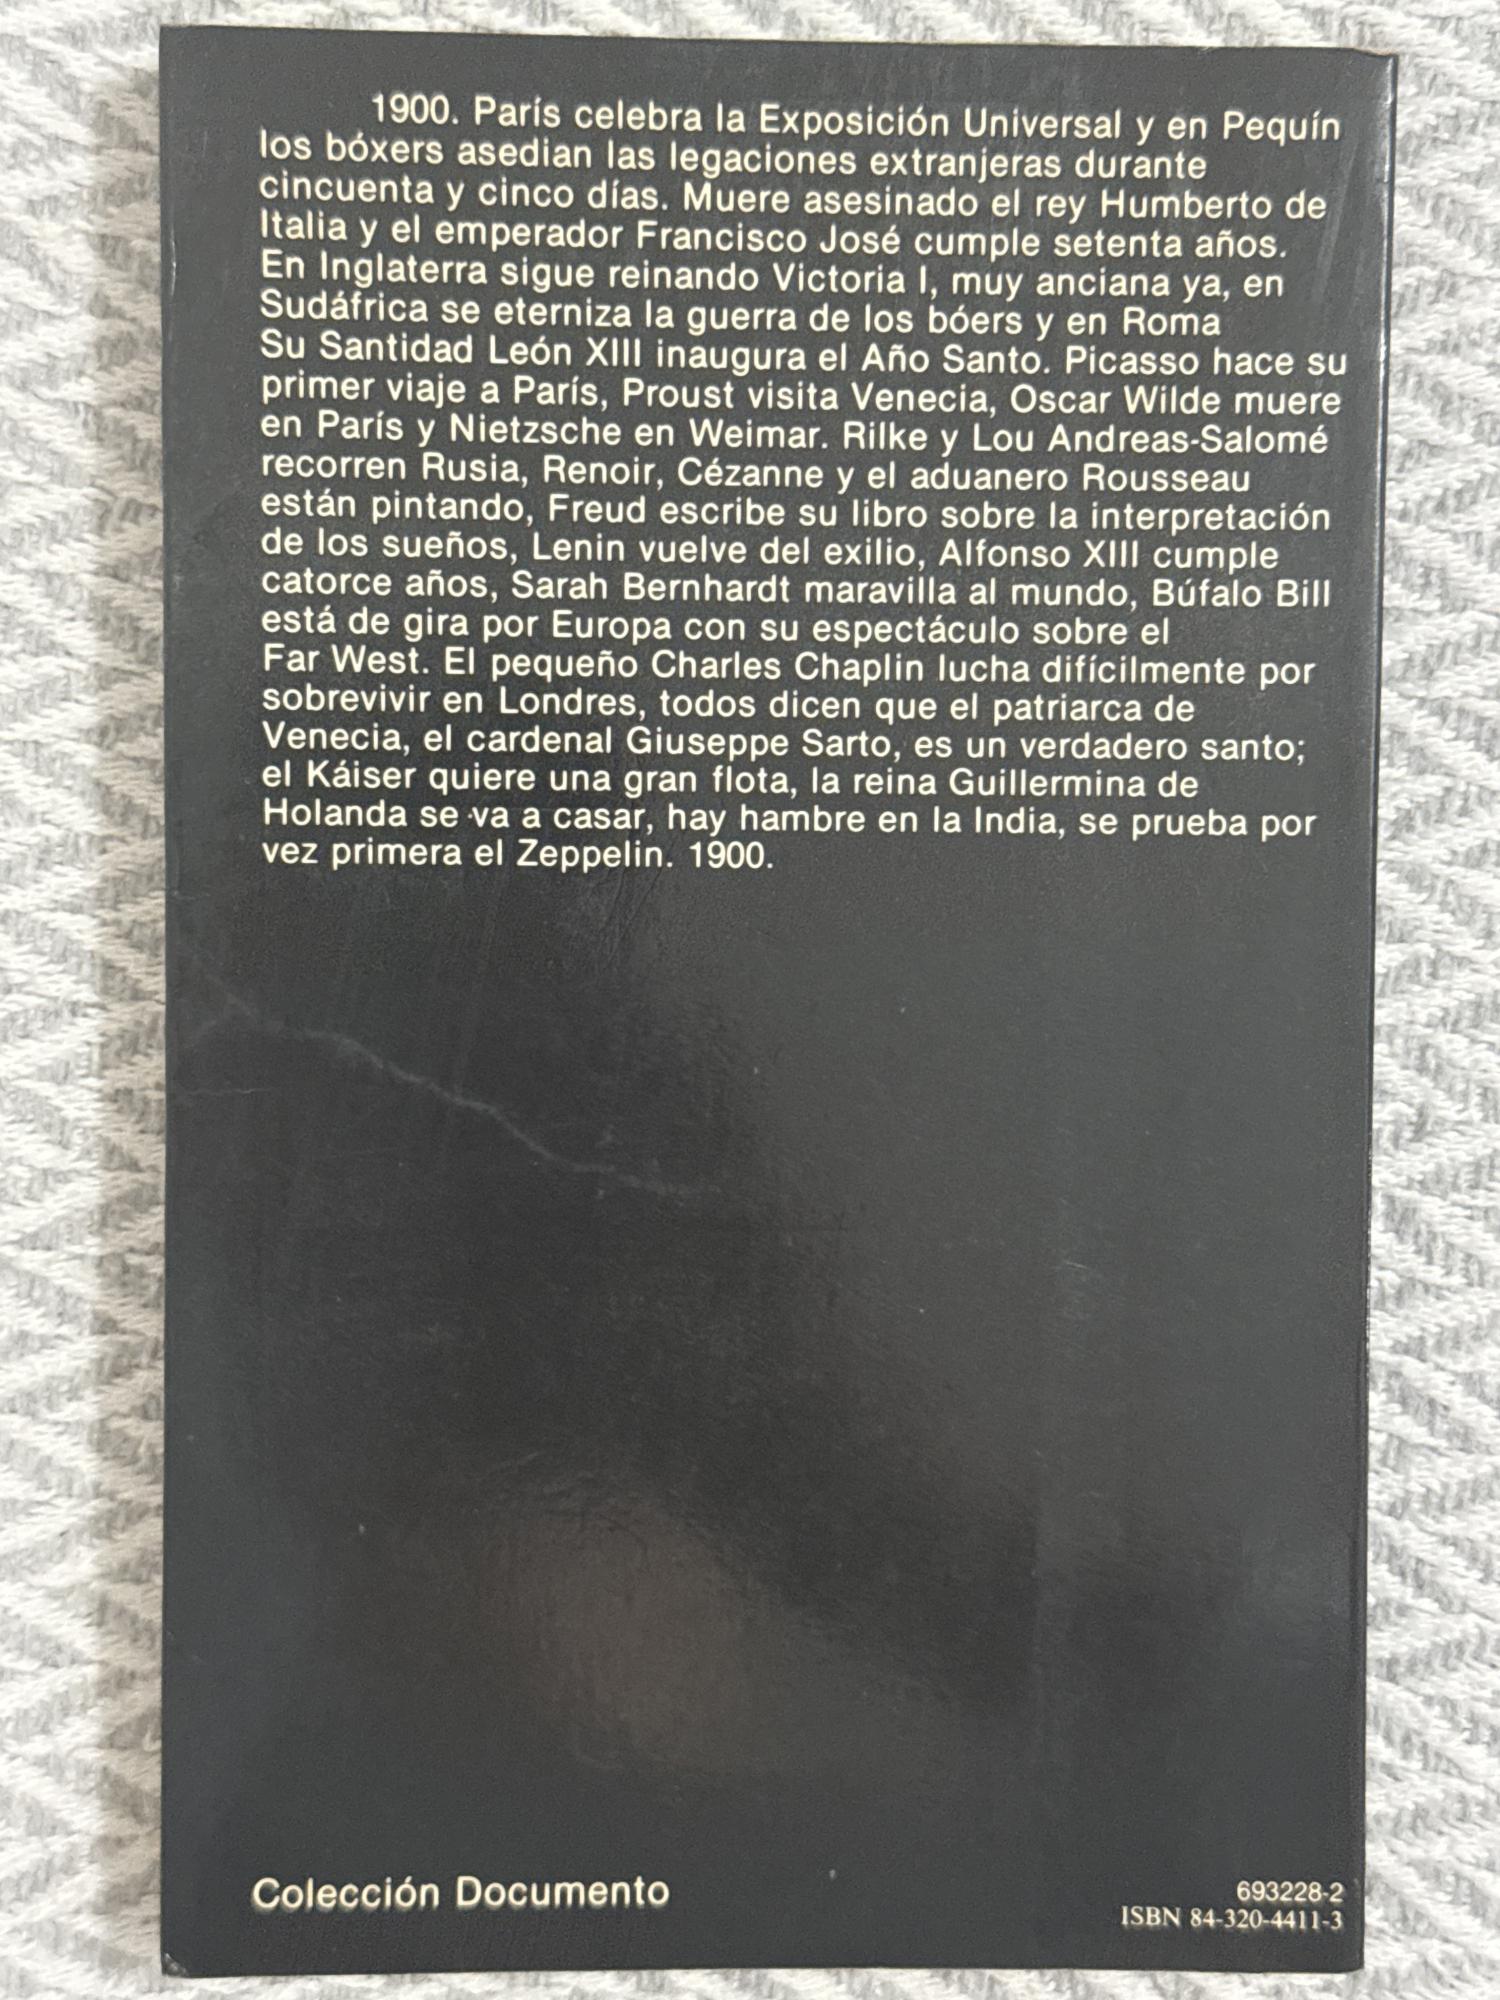 1900. París celebra la Exposición Universal y en Pequín
los bóxers asedian las legaciones extranjeras durante
cincuenta y cinco días. Muere asesinado el rey Humberto de
Italia y el emperador Francisco José cumple setenta años.
En Inglaterra sigue reinando Victoria I, muy anciana ya, en
Sudáfrica se eterniza la guerra de los bóers y en Roma
Su Santidad León XIII inaugura el Año Santo. Picasso hace su
primer viaje a París, Proust visita Venecia, Oscar Wilde muere
en París y Nietzsche en Weimar. Rilke y Lou Andreas-Salomé
recorren Rusia, Renoir, Cézanne y el aduanero Rousseau
están pintando, Freud escribe su libro sobre la interpretación
de los sueños, Lenin vuelve del exilio, Alfonso XIII cumple
catorce años, Sarah Bernhardt maravilla al mundo, Búfalo Bill
está de gira por Europa con su espectáculo sobre el
Far West. El pequeño Charles Chaplin lucha difícilmente por
sobrevivir en Londres, todos dicen que el patriarca de
Venecia, el cardenal Giuseppe Sarto, es un verdadero santo;
el Káiser quiere una gran flota, la reina Guillermina de
Holanda se va a casar, hay hambre en la India, se prueba por
vez primera el Zeppelin. 1900.
Colección Documento
693228-2
ISBN 84-320-4411-3